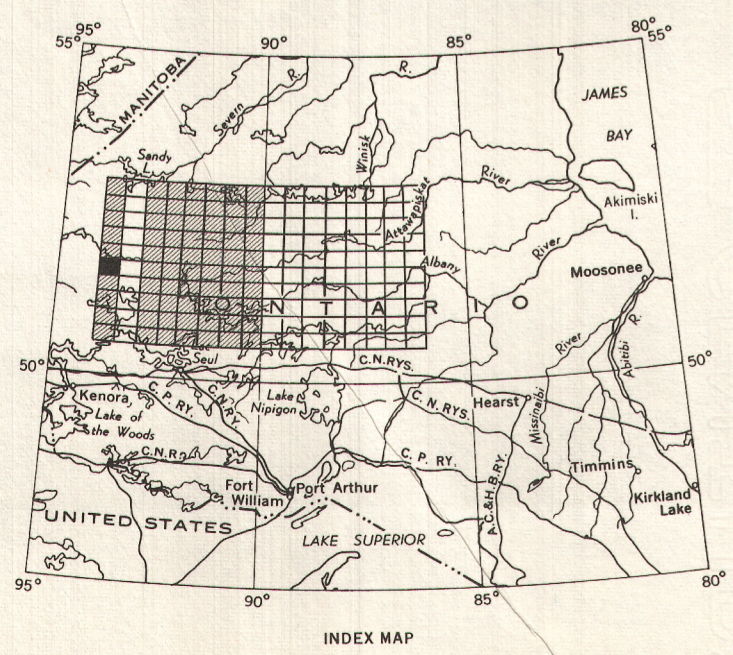 95°
55°
90°
85°
80°
55°
MANITOBA
Severn
R.
R.
JAMES
BAY
Sandy
L.
Winisk
River
Attawapiskat
Akimiski
I.
Albany
River
Moosonee
ONTARIO
Lac
Seul
River
Abitibi
R.
50°
50°
C.N.RYS.
Kenora
C.P.RY.
C.N.RY.
Lake
Nipigon
C.N.RYS.
Hearst
Missinaibi
Lake of
the Woods
C.N.R.
C.P.RY.
Timmins
Fort
William
Port Arthur
A.C.&H.B.RY.
Kirkland
Lake
UNITED STATES
LAKE SUPERIOR
95°
90°
85°
80°
INDEX MAP